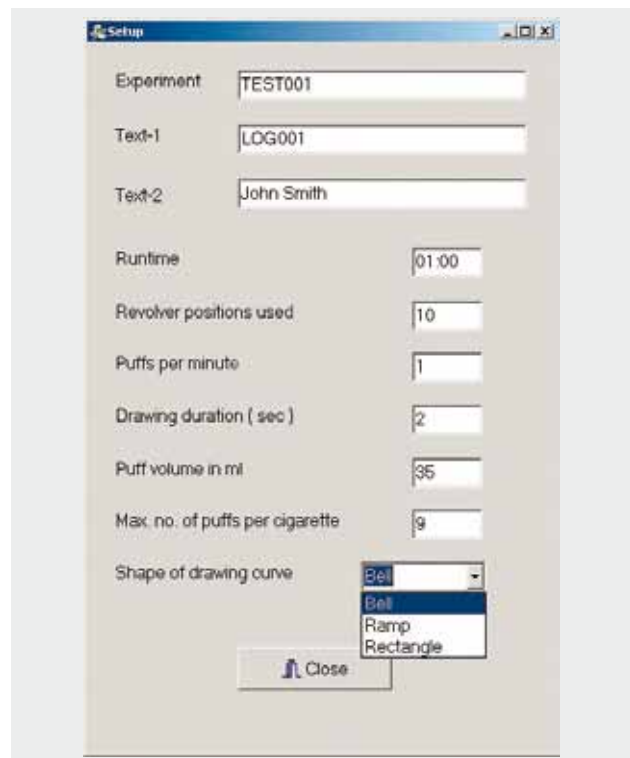 Setup
Experiment TEST001
Text-1 LOG001
Text-2 John Smith
Runtime 01:00
Revolver positions used 10
Puffs per minute 1
Drawing duration ( sec ) 2
Puff volume in ml 35
Max. no. of puffs per cigarette 9
Shape of drawing curve Bell
Bell
Ramp
Rectangle
Close